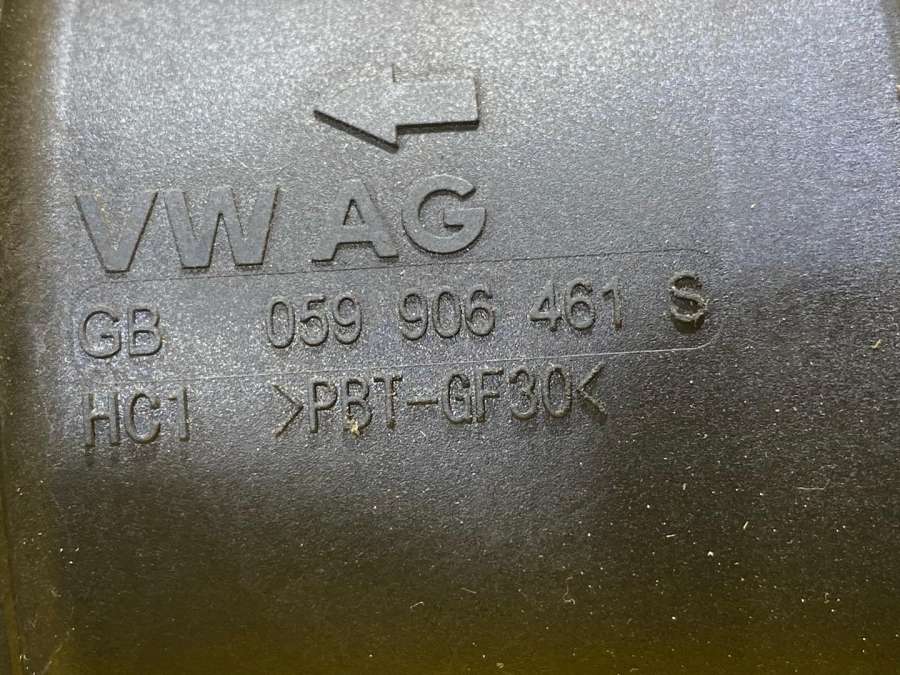 VW AG
GB 059 906 461 S
HC1 >PBT-GF30<